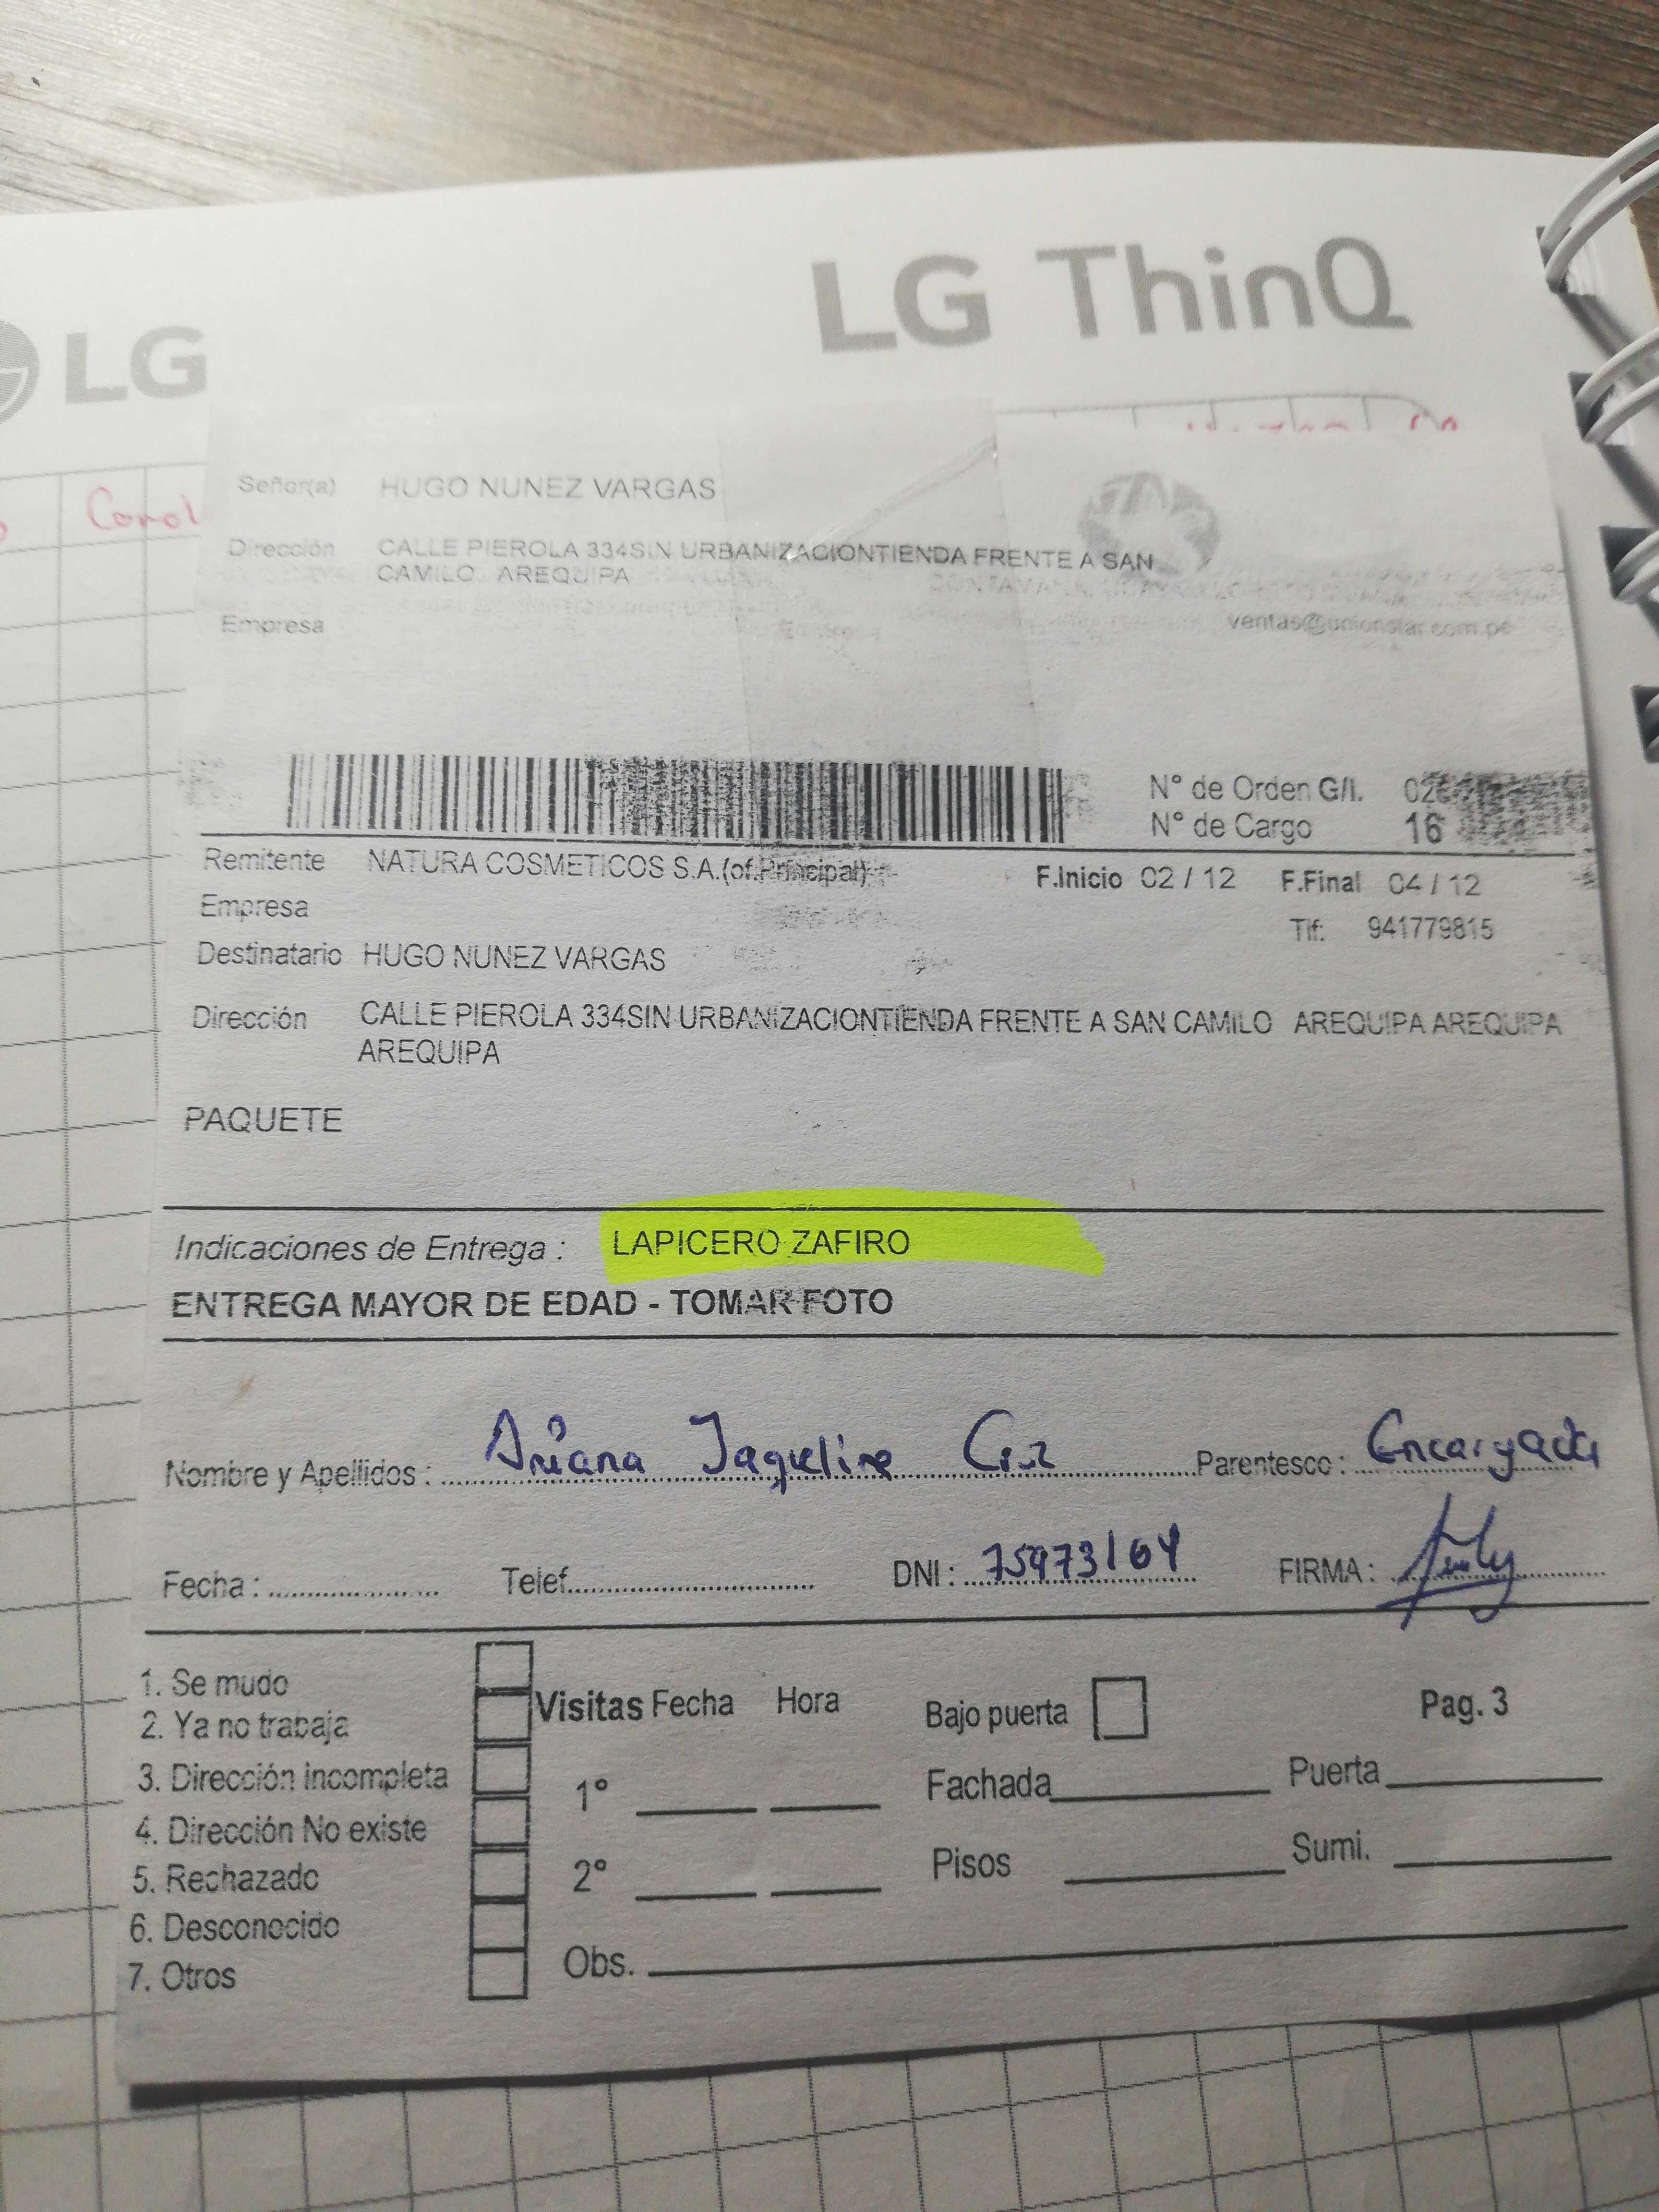 LG ThinQ
LG
Señor(a) HUGO NUNEZ VARGAS
Dirección CALLE PIEROLA 334SIN URBANIZACIONTIENDA FRENTE A SAN
CAMILO AREQUIPA
Empresa ventas@unionstar.com.pe
N° de Orden G/I. 02
N° de Cargo 16
Remitente NATURA COSMETICOS S.A.(of.Principal)
F.Inicio 02 / 12 F.Final 04 / 12
Empresa
Tlf: 941779815
Destinatario HUGO NUNEZ VARGAS
Dirección CALLE PIEROLA 334SIN URBANIZACIONTIENDA FRENTE A SAN CAMILO AREQUIPA AREQUIPA
AREQUIPA
PAQUETE
Indicaciones de Entrega : LAPICERO ZAFIRO
ENTREGA MAYOR DE EDAD - TOMAR FOTO
Nombre y Apellidos : Ariana Jaqueline Parentesco : Encargada
Fecha : Telef. DNI : 75973104 FIRMA :
1. Se mudo
2. Ya no trabaja
3. Dirección incompleta
4. Dirección No existe
5. Rechazado
6. Desconocido
7. Otros
Visitas Fecha Hora
1°
2°
Obs.
Bajo puerta
Pag. 3
Fachada Puerta
Pisos Sumi.